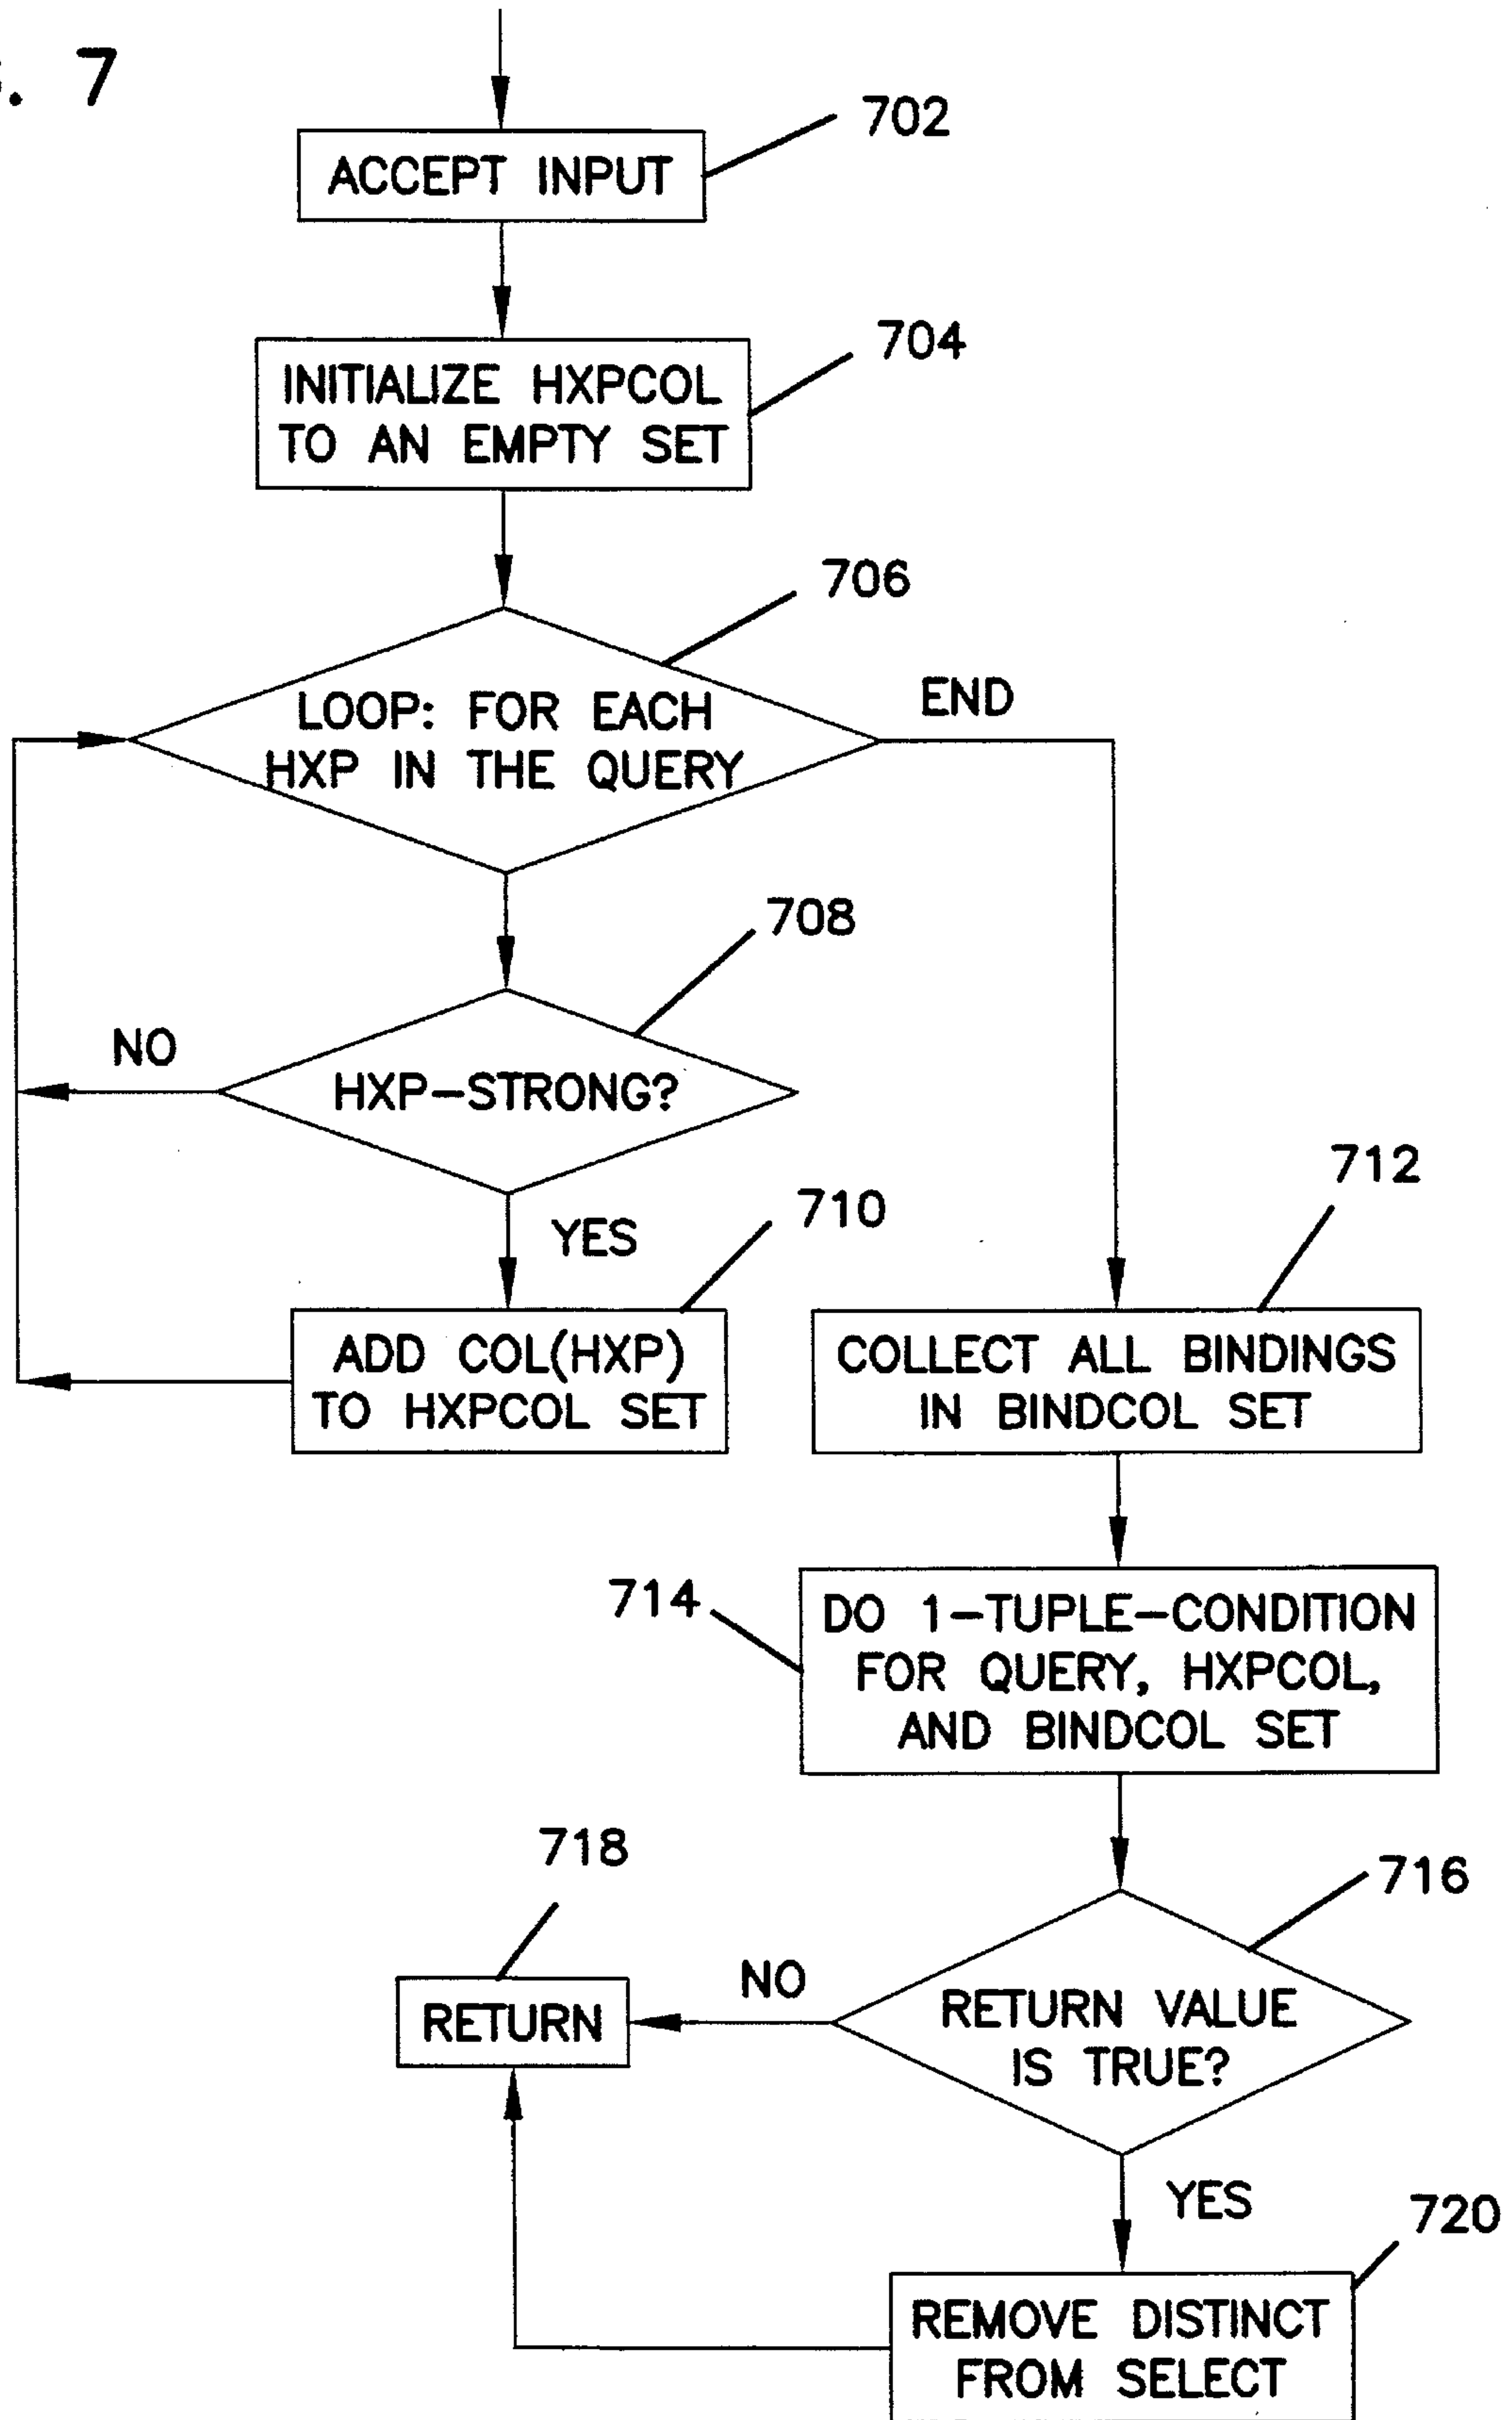 . 7
702
ACCEPT INPUT
704
INITIALIZE HXPCOL
TO AN EMPTY SET
706
LOOP: FOR EACH
HXP IN THE QUERY
END
708
NO
HXP-STRONG?
YES
710
ADD COL(HXP)
TO HXPCOL SET
712
COLLECT ALL BINDINGS
IN BINDCOL SET
714
DO 1-TUPLE-CONDITION
FOR QUERY, HXPCOL,
AND BINDCOL SET
716
RETURN VALUE
IS TRUE?
NO
718
RETURN
YES
720
REMOVE DISTINCT
FROM SELECT